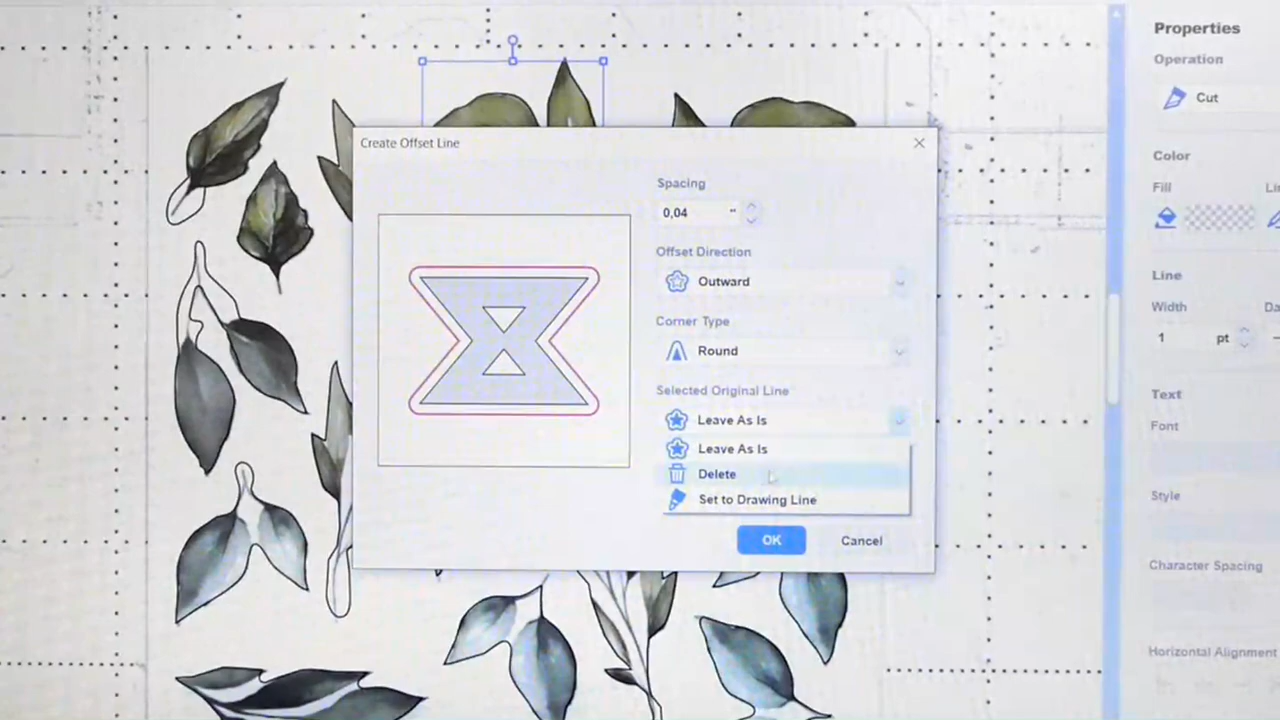 Properties
Operation
Cut
Color
Fill
Line
Width
1 pt
Text
Font
Style
Character Spacing
Horizontal Alignment
Create Offset Line
Spacing
0,04 "
Offset Direction
Outward
Corner Type
Round
Selected Original Line
Leave As Is
Leave As Is
Delete
Set to Drawing Line
OK
Cancel